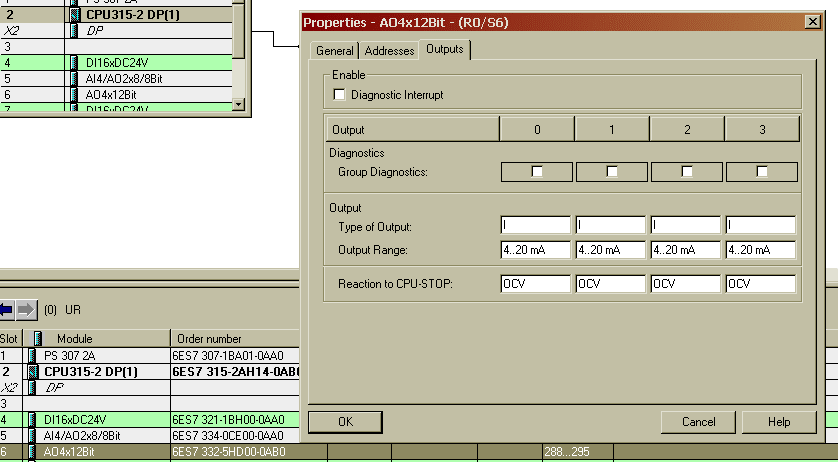 PS 307 2A
2 CPU315-2 DP(1)
X2 DP
3
4 DI16xDC24V
5 AI4/AO2x8/8Bit
6 AO4x12Bit
7 DI16xDC24V
Properties - AO4x12Bit - (R0/S6)
General Addresses Outputs
Enable
Diagnostic Interrupt
Output 0 1 2 3
Diagnostics
Group Diagnostics:
Output
Type of Output: I I I I
Output Range: 4..20 mA 4..20 mA 4..20 mA 4..20 mA
Reaction to CPU-STOP: OCV OCV OCV OCV
OK Cancel Help
(0) UR
Slot Module Order number
1 PS 307 2A 6ES7 307-1BA01-0AA0
2 CPU315-2 DP(1) 6ES7 315-2AH14-0AB0
X2 DP
3
4 DI16xDC24V 6ES7 321-1BH00-0AA0
5 AI4/AO2x8/8Bit 6ES7 334-0CE00-0AA0
6 AO4x12Bit 6ES7 332-5HD00-0AB0 288...295